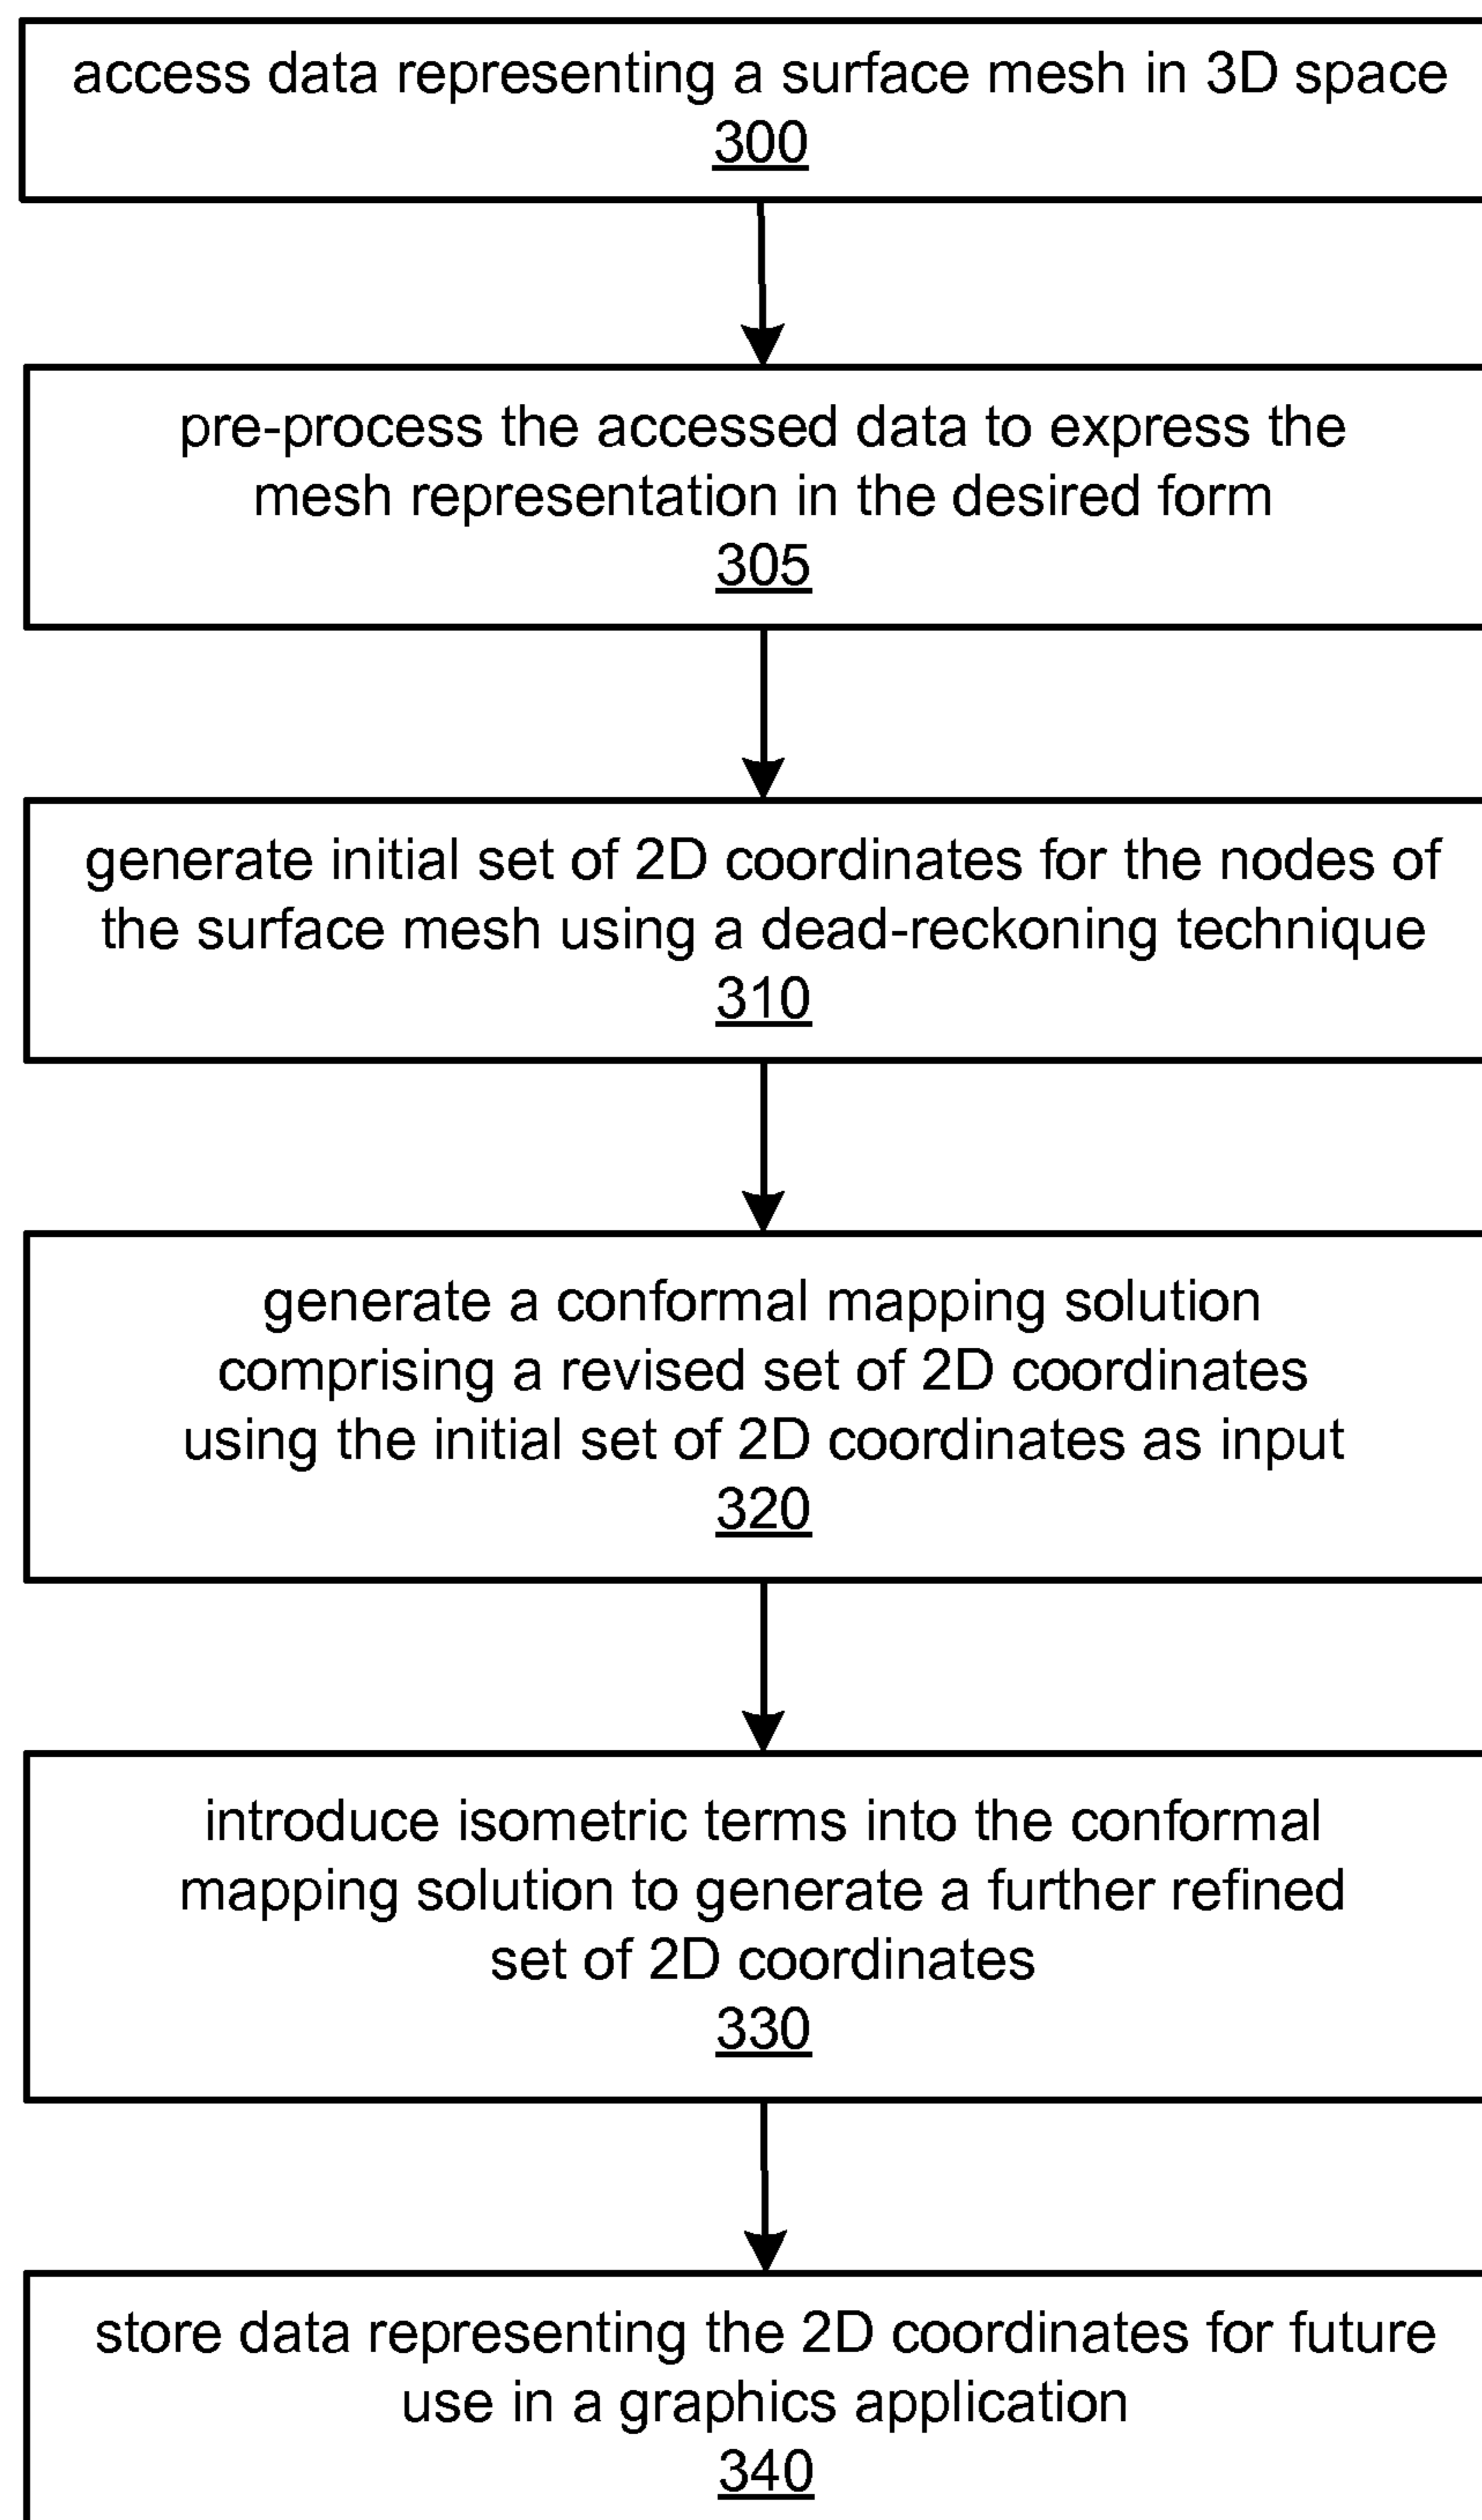 access data representing a surface mesh in 3D space
300
pre-process the accessed data to express the
mesh representation in the desired form
305
generate initial set of 2D coordinates for the nodes of
the surface mesh using a dead-reckoning technique
310
generate a conformal mapping solution
comprising a revised set of 2D coordinates
using the initial set of 2D coordinates as input
320
introduce isometric terms into the conformal
mapping solution to generate a further refined
set of 2D coordinates
330
store data representing the 2D coordinates for future
use in a graphics application
340